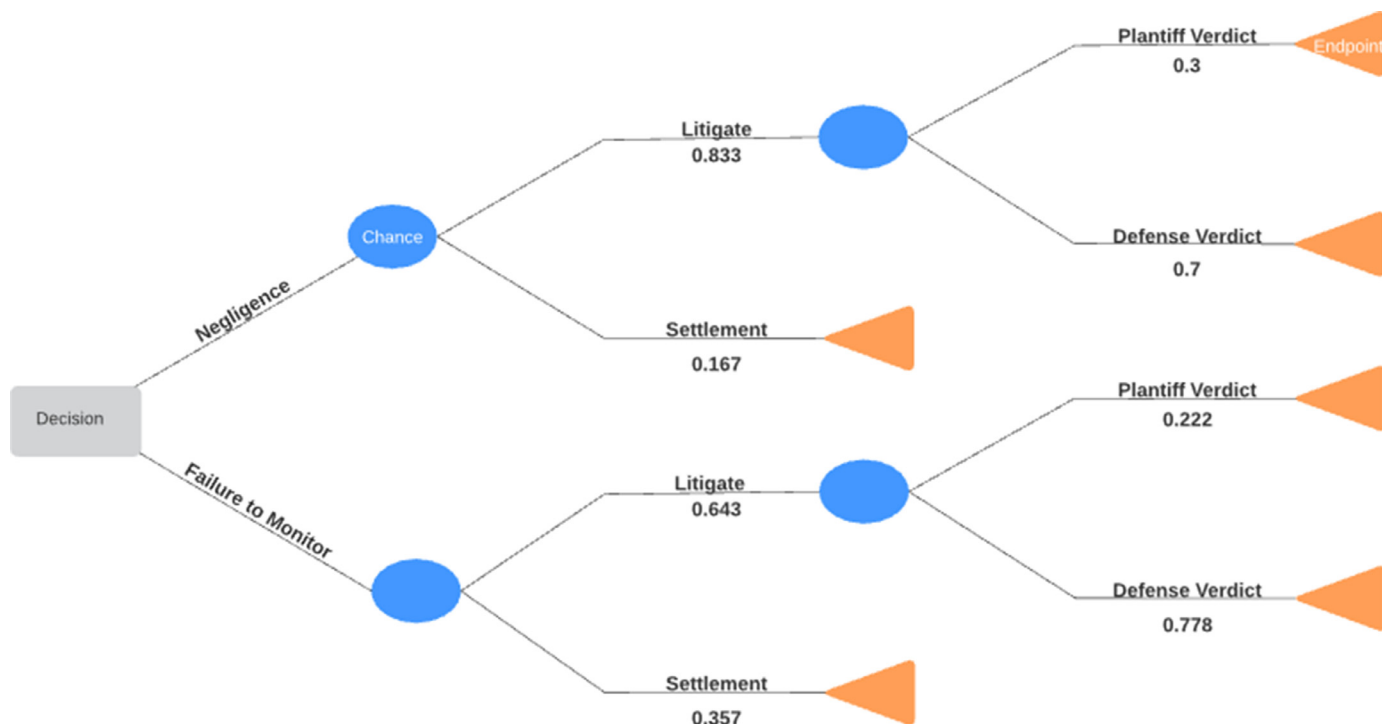 Plantiff Verdict
Endpoint
0.3
Litigate
0.833
Chance
Defense Verdict
0.7
Negligence
Settlement
0.167
Decision
Plantiff Verdict
0.222
Failure to Monitor
Litigate
0.643
Defense Verdict
0.778
Settlement
0.357